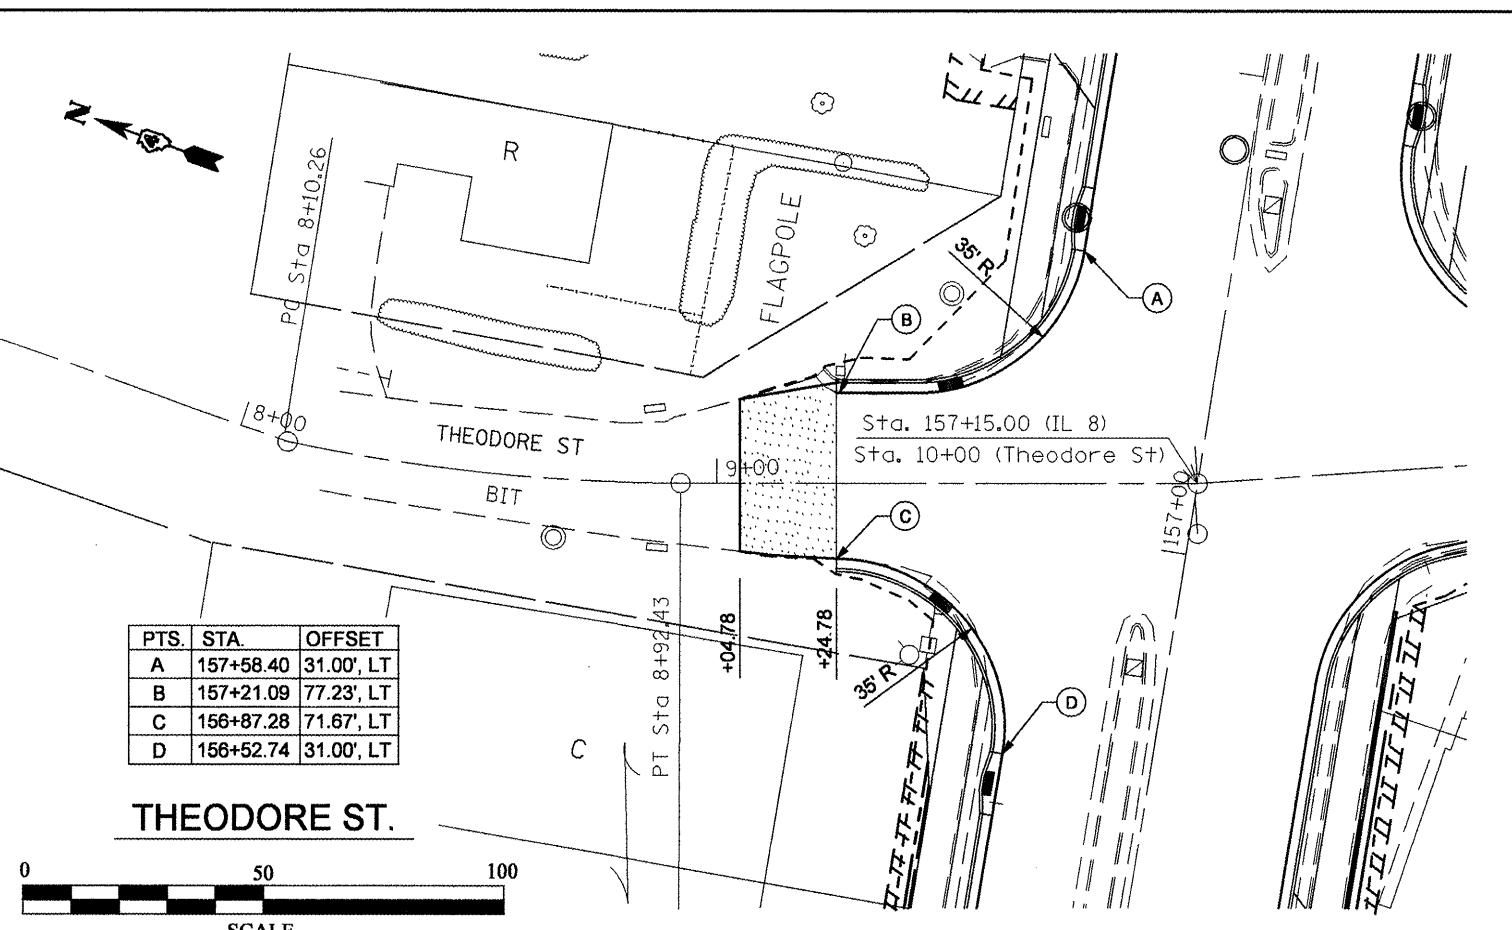 N
R
PC Sta 8+10.26
FLAGPOLE
35' R
A
B
8+00
THEODORE ST
Sta. 157+15.00 (IL 8)
Sta. 10+00 (Theodore St)
9+00
BIT
C
157+00
PT Sta 8+92.43
+04.78
+24.78
35' R
D
C
PTS. STA. OFFSET
A 157+58.40 31.00', LT
B 157+21.09 77.23', LT
C 156+87.28 71.67', LT
D 156+52.74 31.00', LT
THEODORE ST.
0 50 100
SCALE